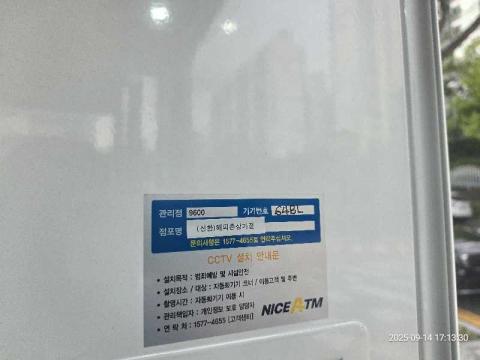 관리점 9600 기기번호 64BL
점포명 (신한)해피촌상가점
문의사항은 1577-4655로 연락주십시오.
CCTV 설치 안내문
• 설치목적 : 범죄예방 및 시설안전
• 설치장소 / 대상 : 자동화기기 코너 / 이용고객 및 주변
• 촬영시간 : 자동화기기 이용 시
• 관리책임자 : 개인정보 보호 담당자
• 연 락 처 : 1577-4655 [고객센터]
NICE ATM
2025-09-14 17:13:30